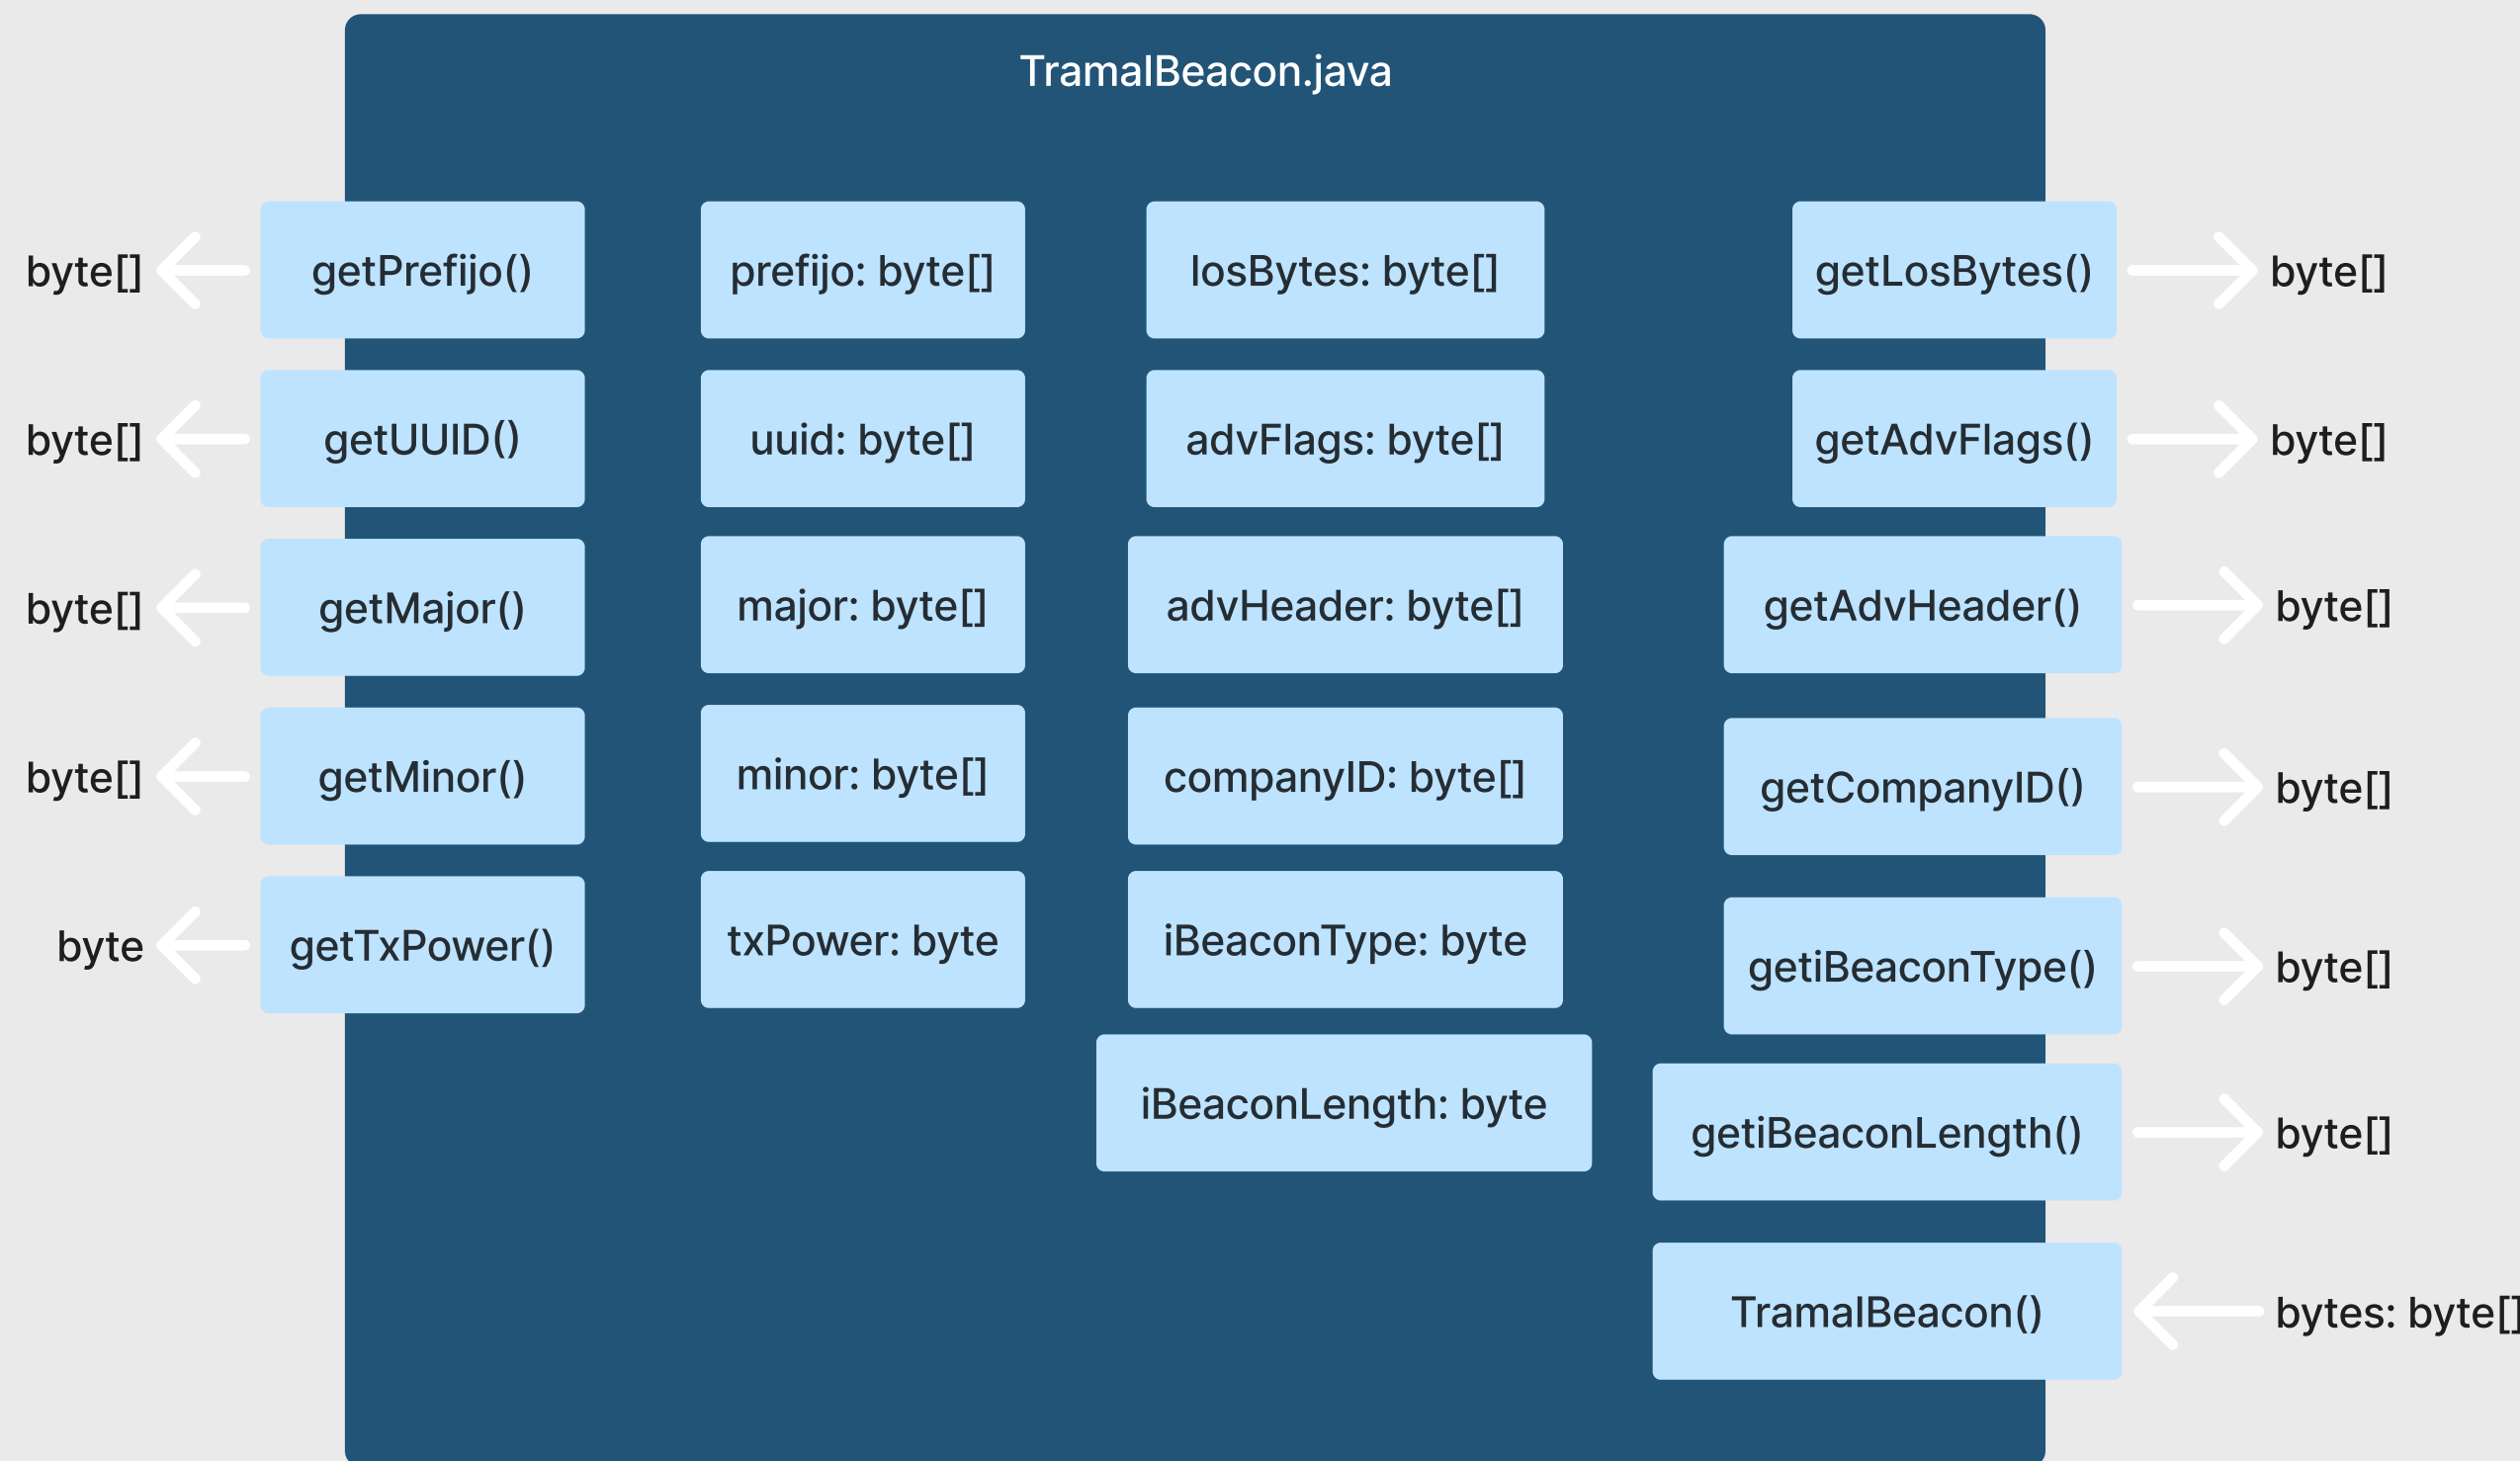 TramaIBeacon.java
byte[] getPrefijo() prefijo: byte[] losBytes: byte[] getLosBytes() byte[]
byte[] getUUID() uuid: byte[] advFlags: byte[] getAdvFlags() byte[]
byte[] getMajor() major: byte[] advHeader: byte[] getAdvHeader() byte[]
byte[] getMinor() minor: byte[] companyID: byte[] getCompanyID() byte[]
byte getTxPower() txPower: byte iBeaconType: byte getiBeaconType() byte[]
iBeaconLength: byte getiBeaconLength() byte[]
TramaIBeacon() bytes: byte[]